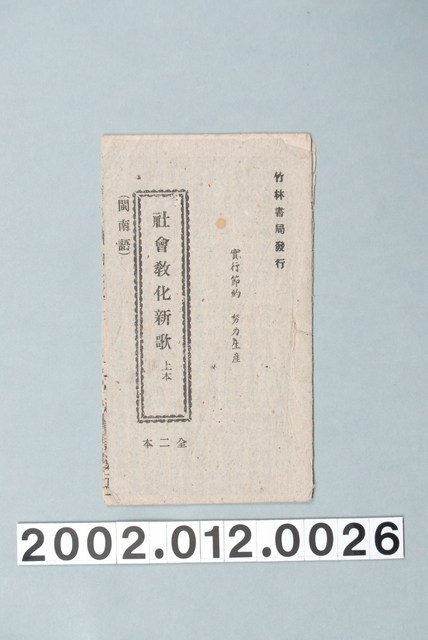 竹林書局發行
實行節約 努力生產
社會教化新歌 上本
(閩南語)
全二本
2002.012.0026